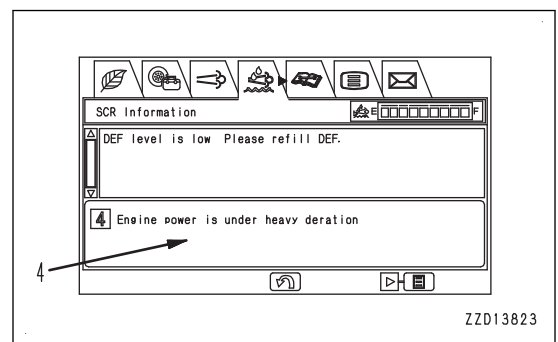 SCR Information
E F
DEF level is low Please refill DEF.
4 Engine power is under heavy deration
4
ZZD13823